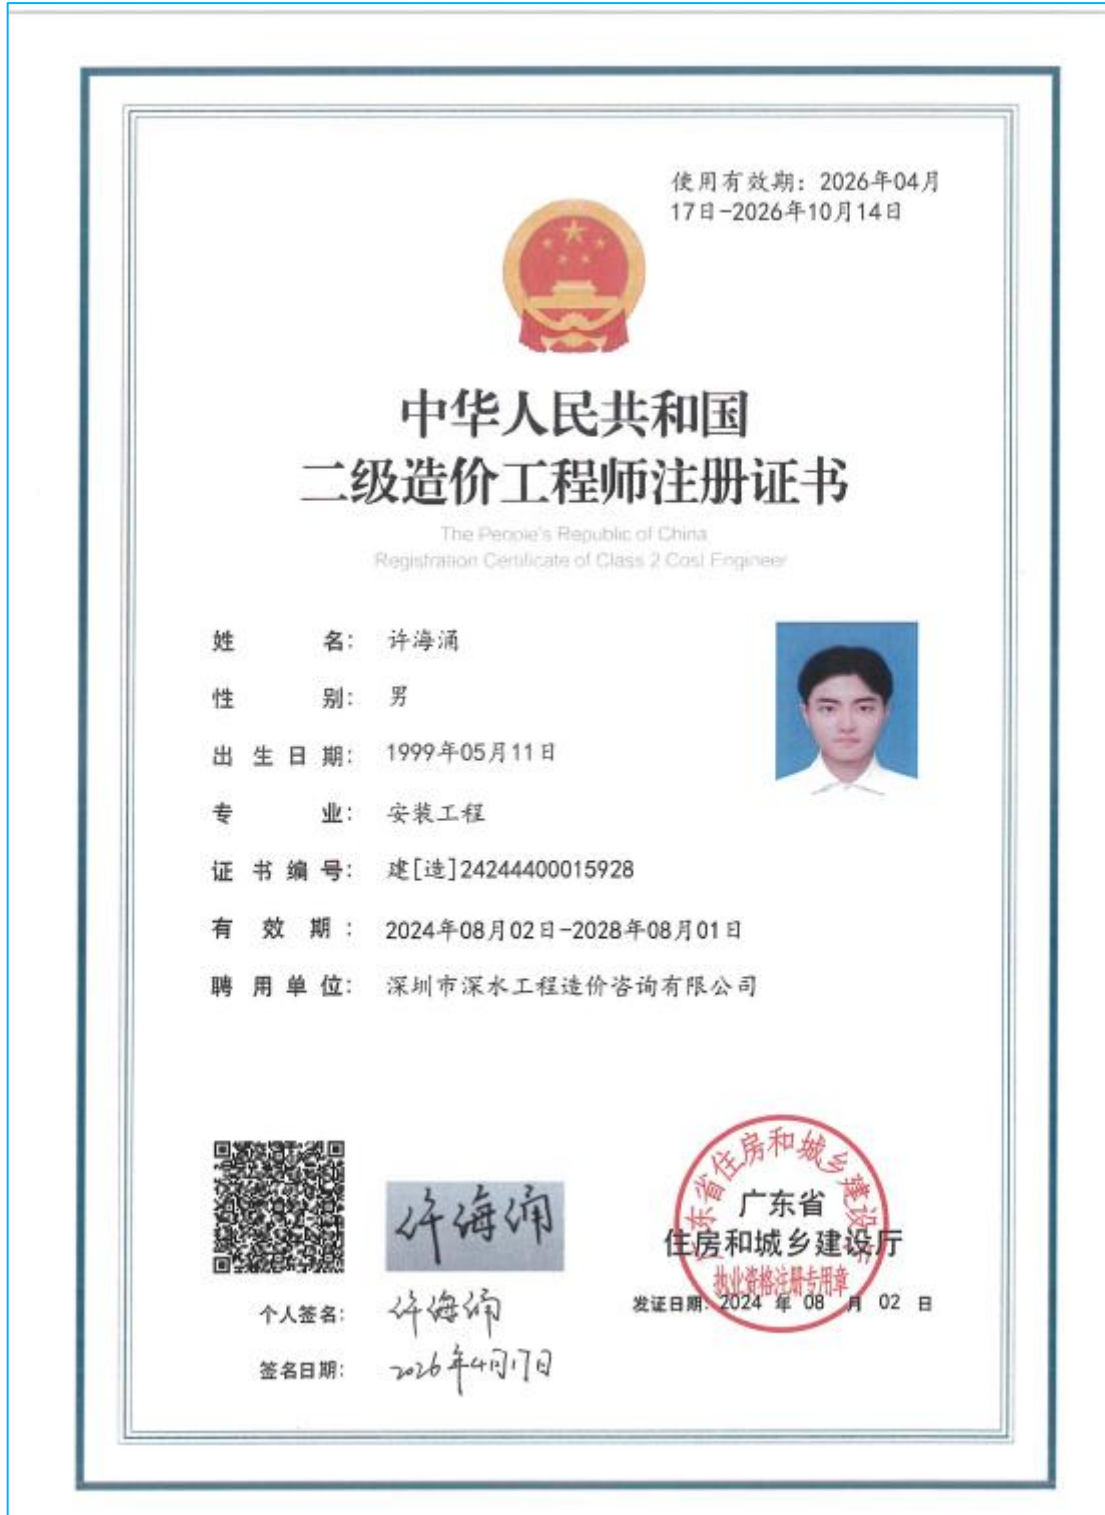 使用有效期：2026年04月
17日-2026年10月14日
中华人民共和国
二级造价工程师注册证书
The People's Republic of China
Registration Certificate of Class 2 Cost Engineer
姓名：许海涌
性别：男
出生日期：1999年05月11日
专业：安装工程
证书编号：建[造]24244400015928
有效期：2024年08月02日-2028年08月01日
聘用单位：深圳市深水工程造价咨询有限公司
许海涌
个人签名：许海涌
签名日期：2026年4月17日
广东省住房和城乡建设厅
广东省
住房和城乡建设厅
执业资格注册专用章
发证日期：2024年08月02日